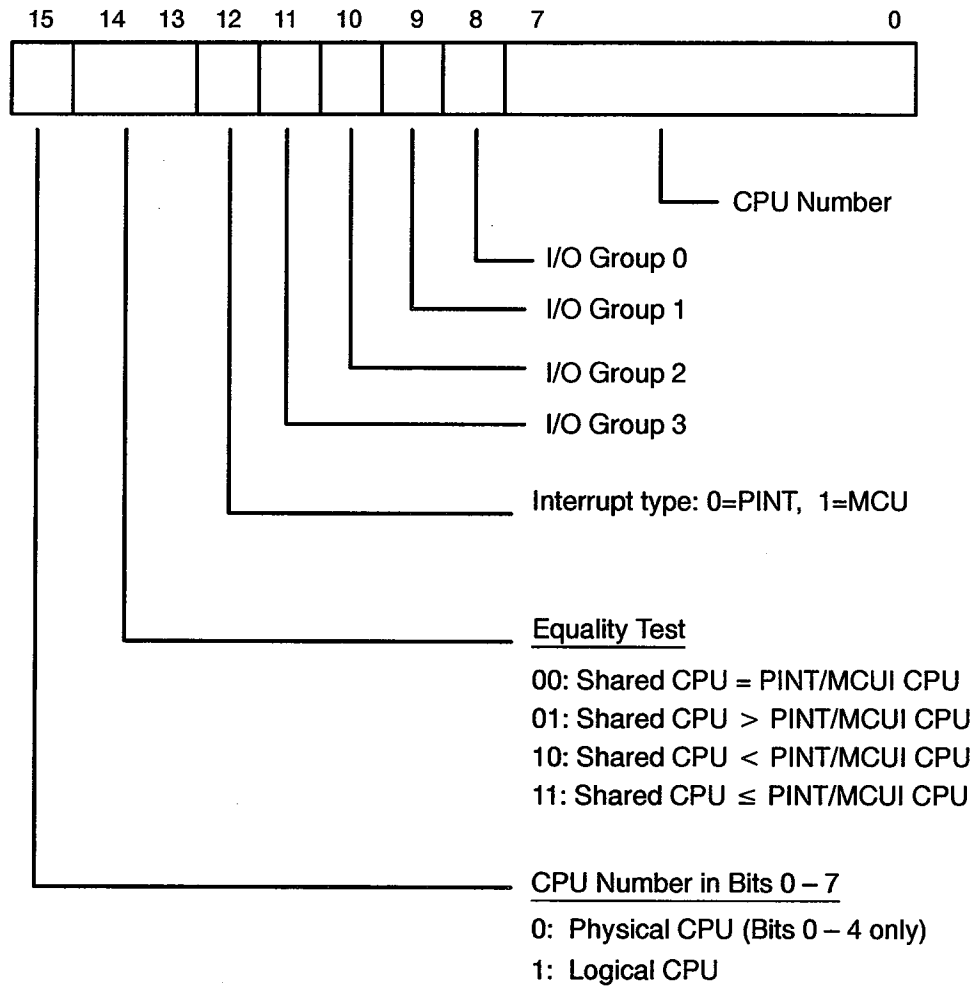 15 14 13 12 11 10 9 8 7 0
CPU Number
I/O Group 0
I/O Group 1
I/O Group 2
I/O Group 3
Interrupt type: 0=PINT, 1=MCU
Equality Test
00: Shared CPU = PINT/MCUI CPU
01: Shared CPU > PINT/MCUI CPU
10: Shared CPU < PINT/MCUI CPU
11: Shared CPU ≤ PINT/MCUI CPU
CPU Number in Bits 0 – 7
0: Physical CPU (Bits 0 – 4 only)
1: Logical CPU